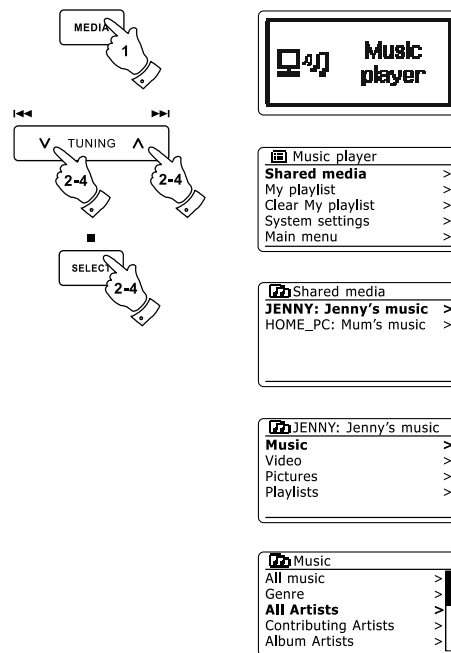 MEDIA
1
TUNING
2-4
2-4
SELECT
2-4
Music
player
Music player
Shared media >
My playlist >
Clear My playlist >
System settings >
Main menu >
Shared media
JENNY: Jenny's music >
HOME_PC: Mum's music >
JENNY: Jenny's music
Music >
Video >
Pictures >
Playlists >
Music
All music >
Genre >
All Artists >
Contributing Artists >
Album Artists >